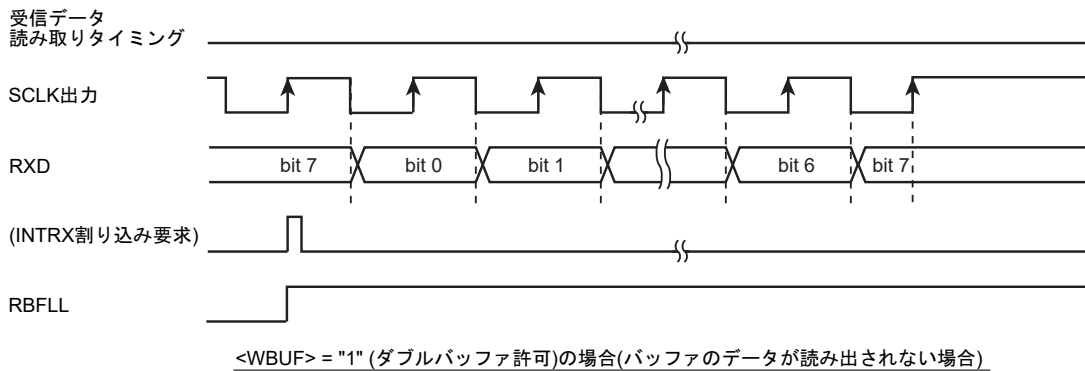 受信データ
読み取りタイミング
SCLK出力
RXD
bit 7
bit 0
bit 1
bit 6
bit 7
(INTRX割り込み要求)
RBFLL
<WBUF> = "1" (ダブルバッファ許可)の場合(バッファのデータが読み出されない場合)